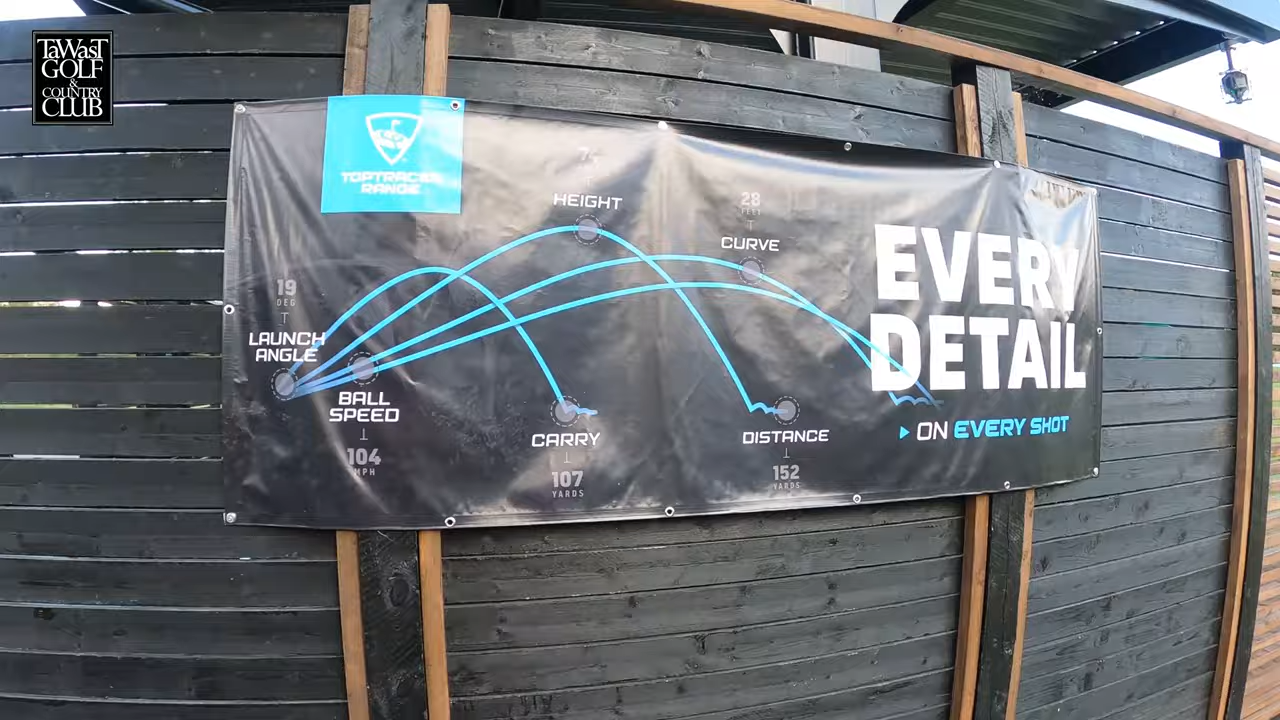 TAWAST
GOLF
&
COUNTRY
CLUB
TOPTRACER
RANGE
HEIGHT
28
FEET
CURVE
19
DEG
LAUNCH
ANGLE
BALL
SPEED
104
MPH
CARRY
107
YARDS
DISTANCE
152
YARDS
EVERY
DETAIL
ON EVERY SHOT